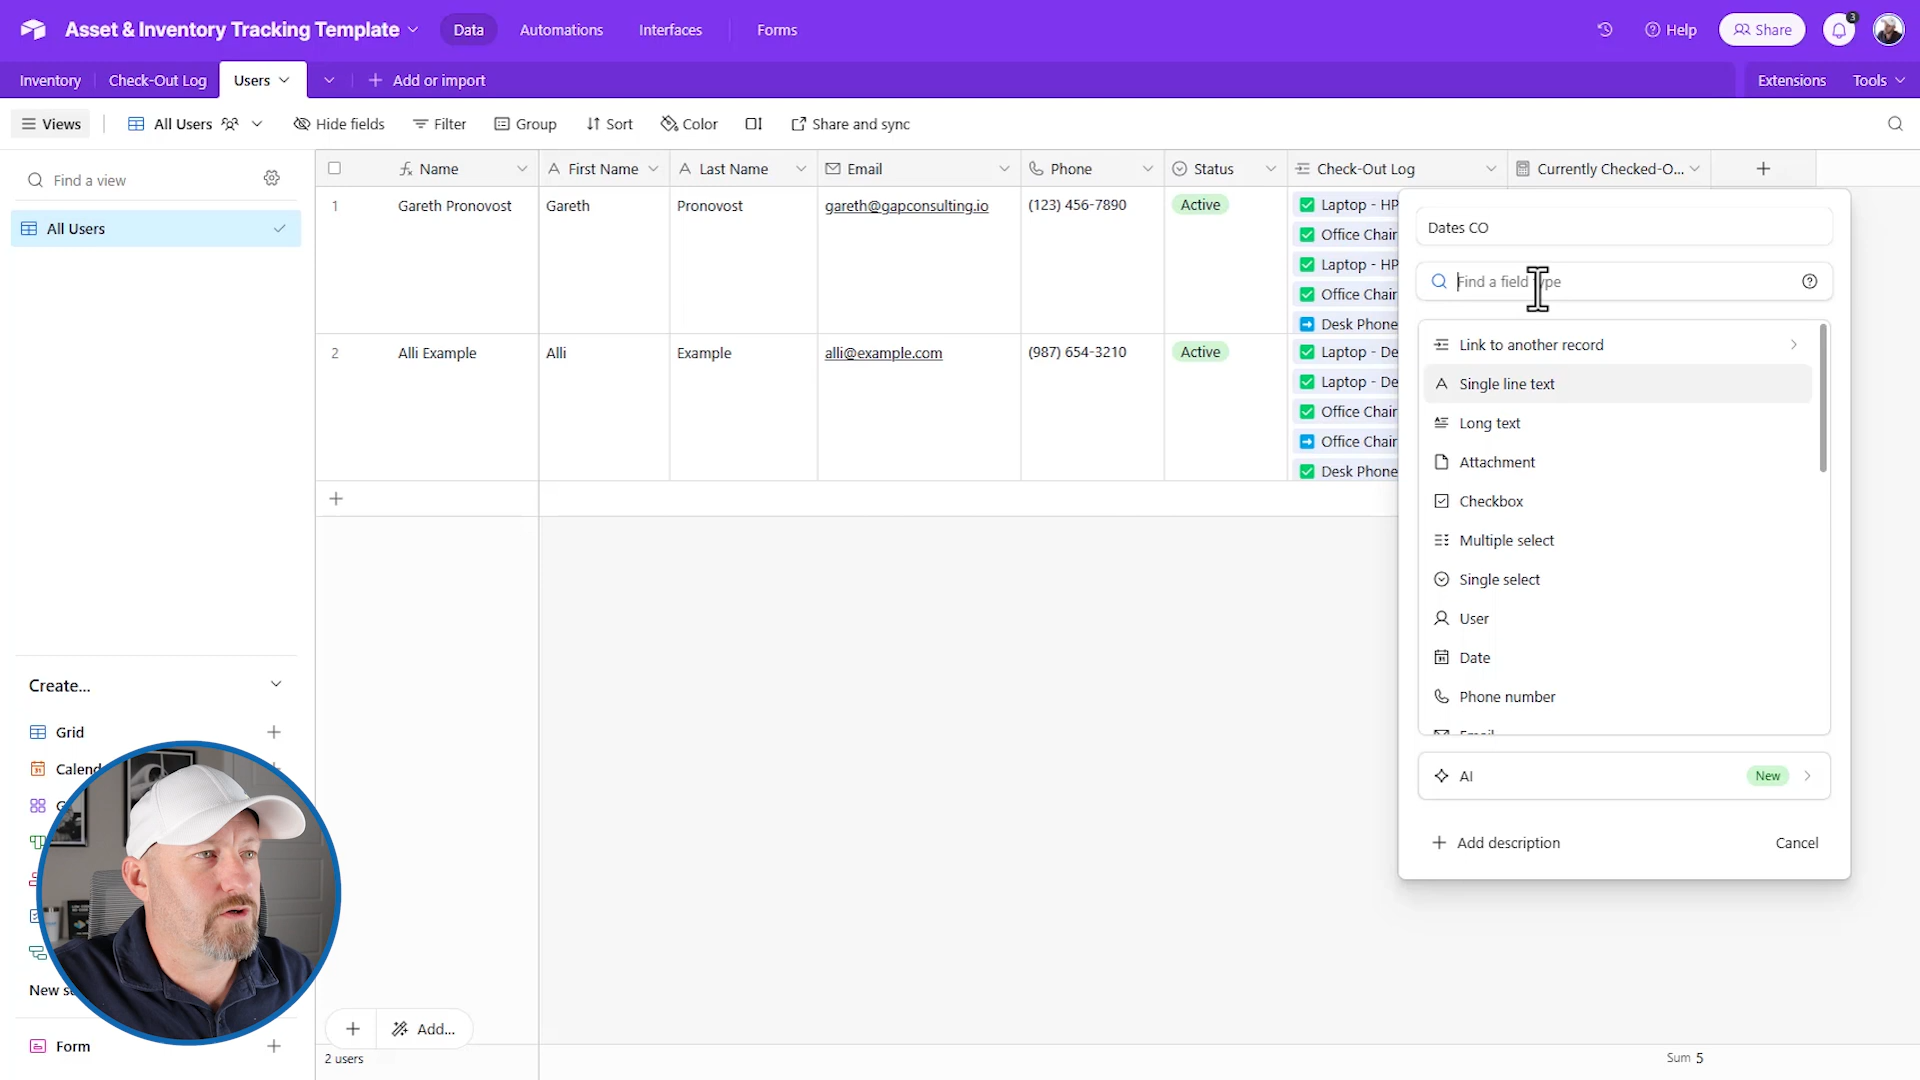 Asset & Inventory Tracking Template
Data
Automations
Interfaces
Forms
Help
Share
3
Inventory
Check-Out Log
Users
Add or import
Extensions
Tools
Views
All Users
Hide fields
Filter
Group
Sort
Color
Share and sync
Find a view
All Users
Name
First Name
Last Name
Email
Phone
Status
Check-Out Log
Currently Checked-O...
1
Gareth Pronovost
Gareth
Pronovost
gareth@gapconsulting.io
(123) 456-7890
Active
Laptop - HP
Office Chair
Laptop - HP
Office Chair
Desk Phone
2
Alli Example
Alli
Example
alli@example.com
(987) 654-3210
Active
Laptop - De
Laptop - De
Office Chair
Office Chair
Desk Phone
Dates CO
Find a field type
Link to another record
Single line text
Long text
Attachment
Checkbox
Multiple select
Single select
User
Date
Phone number
Email
AI
New
Add description
Cancel
Create...
Grid
Calend
New s
Form
Add...
2 users
Sum 5